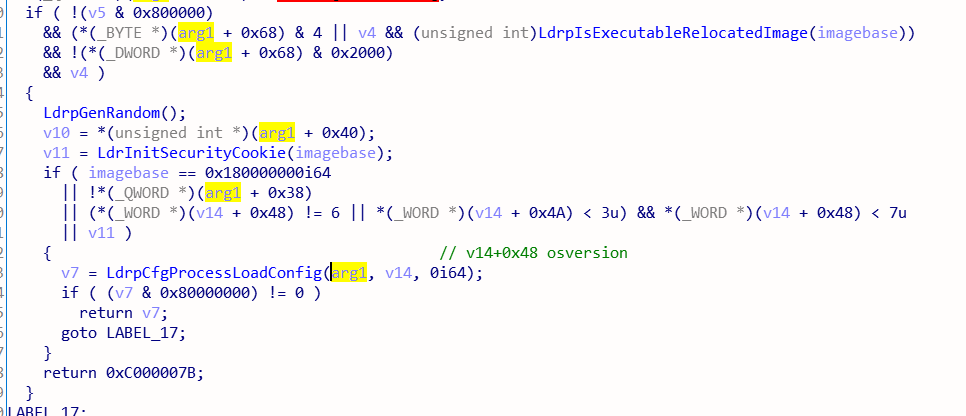 if ( !(v5 & 0x800000)
&& (*(_BYTE *)(arg1 + 0x68) & 4 || v4 && (unsigned int)LdrpIsExecutableRelocatedImage(imagebase))
&& !(*(_DWORD *)(arg1 + 0x68) & 0x2000)
&& v4 )
{
LdrpGenRandom();
v10 = *(unsigned int *)(arg1 + 0x40);
v11 = LdrInitSecurityCookie(imagebase);
if ( imagebase == 0x180000000i64
|| !*(_QWORD *)(arg1 + 0x38)
|| (*(_WORD *)(v14 + 0x48) != 6 || *(_WORD *)(v14 + 0x4A) < 3u) && *(_WORD *)(v14 + 0x48) < 7u
|| v11 )
{ // v14+0x48 osversion
v7 = LdrpCfgProcessLoadConfig(arg1, v14, 0i64);
if ( (v7 & 0x80000000) != 0 )
return v7;
goto LABEL_17;
}
return 0xC000007B;
}
LABEL_17: